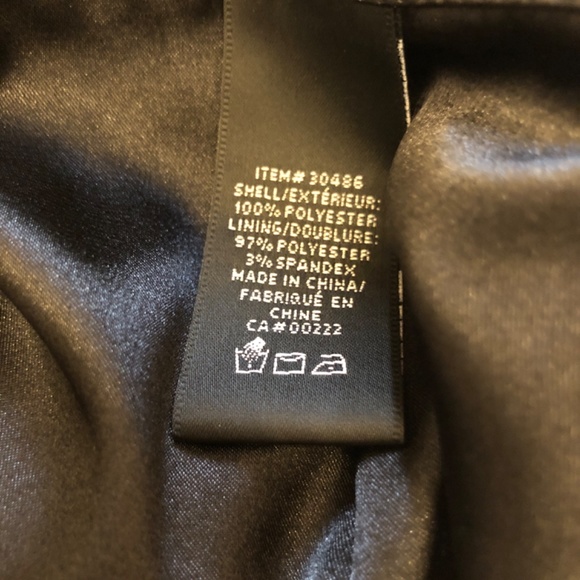 ITEM# 30486
SHELL/EXTÉRIEUR:
100% POLYESTER
LINING/DOUBLURE:
97% POLYESTER
3% SPANDEX
MADE IN CHINA/
FABRIQUÉ EN
CHINE
CA#00222